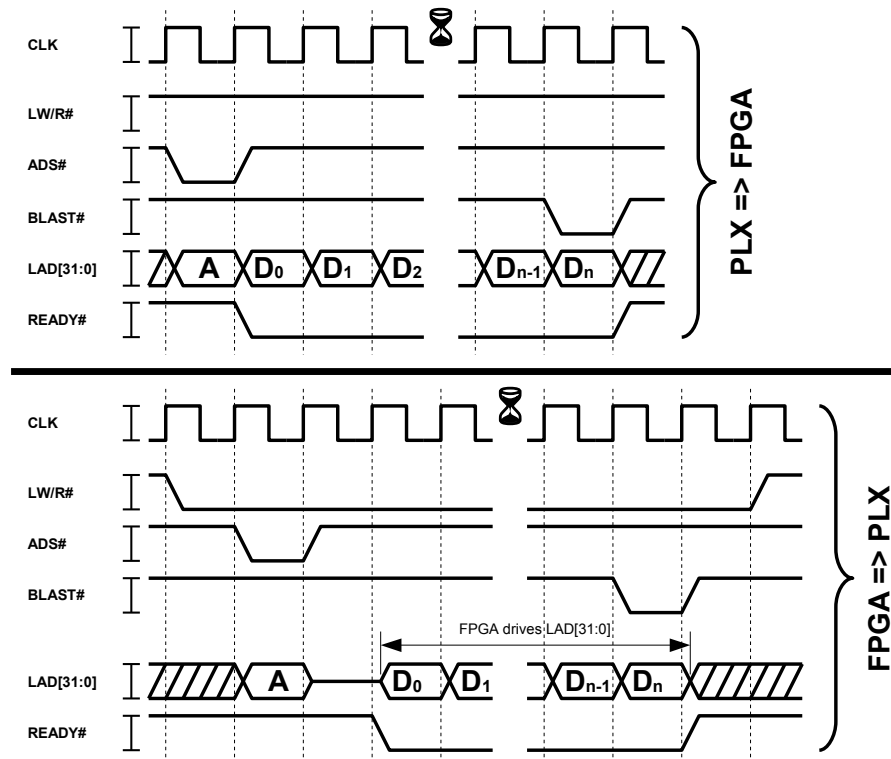 CLK
LW/R#
ADS#
BLAST#
LAD[31:0] A D0 D1 D2 Dn-1 Dn
READY#
PLX => FPGA
CLK
LW/R#
ADS#
BLAST#
FPGA drives LAD[31:0]
LAD[31:0] A D0 D1 Dn-1 Dn
READY#
FPGA => PLX